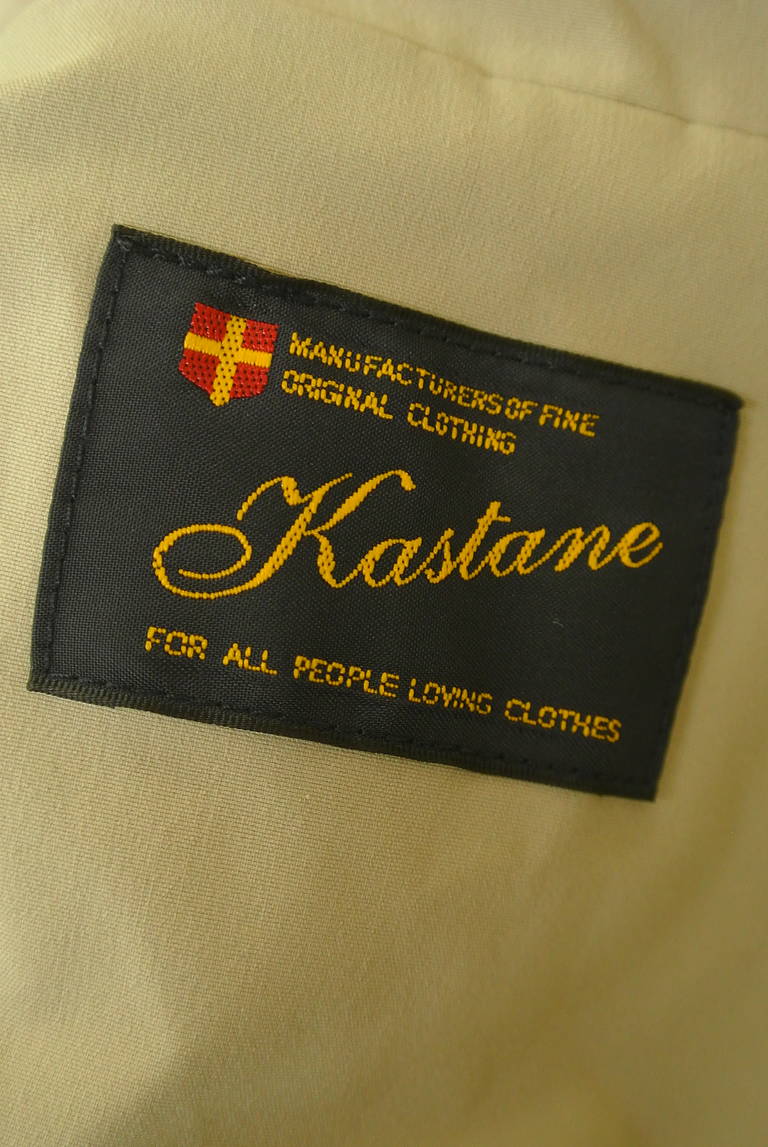 MANUFACTURERS OF FINE
ORIGINAL CLOTHING
Kastane
FOR ALL PEOPLE LOVING CLOTHES